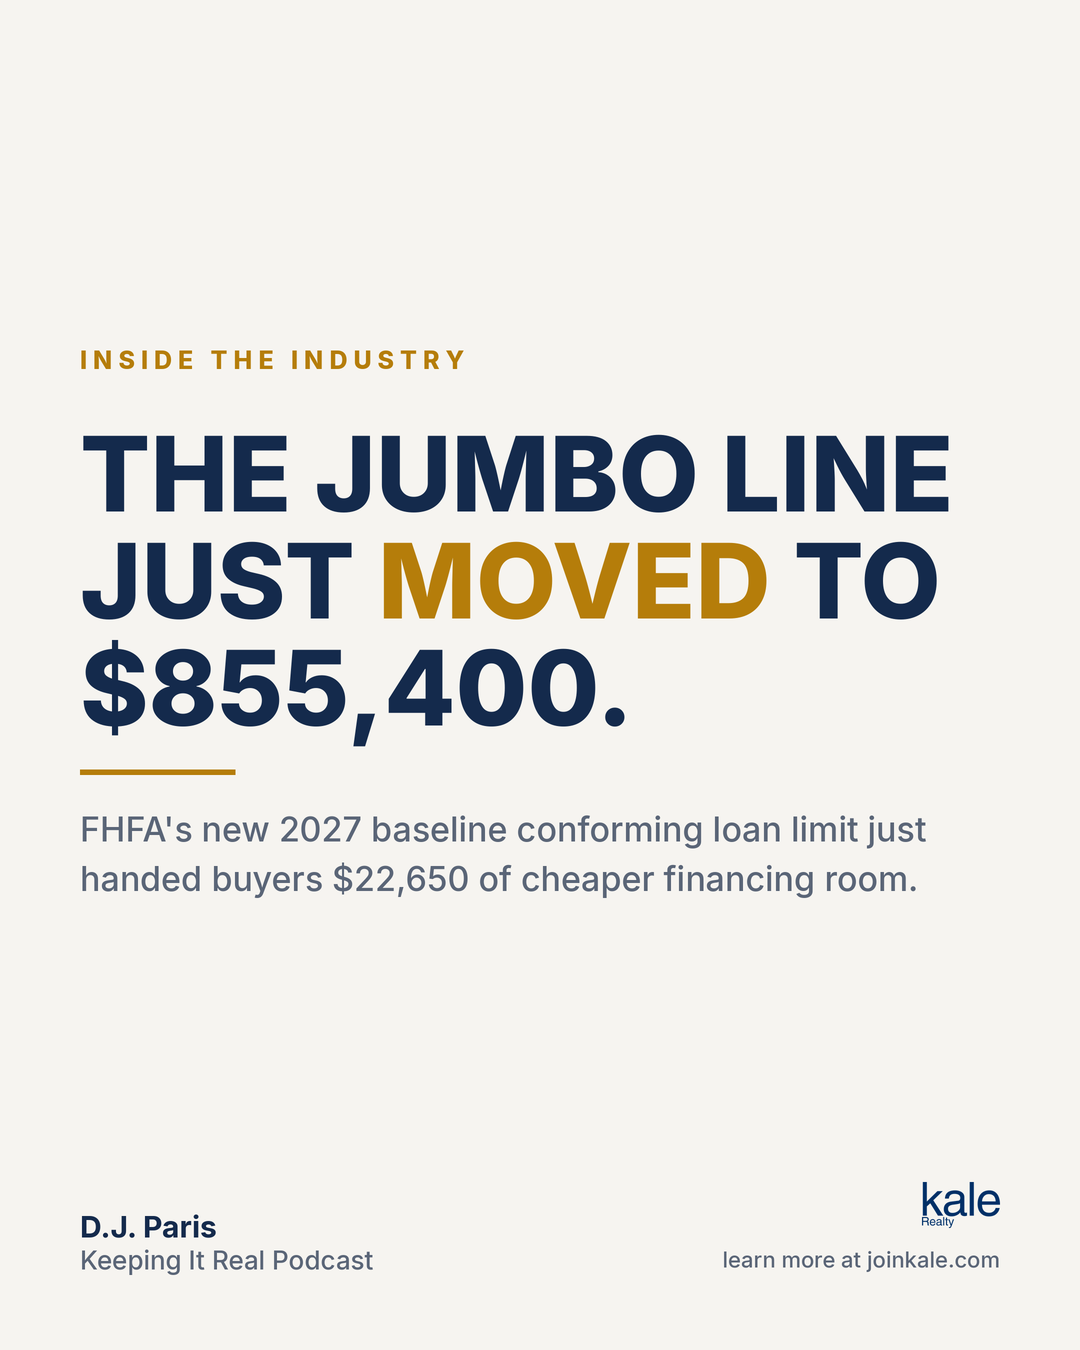 INSIDE THE INDUSTRY
THE JUMBO LINE
JUST MOVED TO
$855,400.
FHFA's new 2027 baseline conforming loan limit just
handed buyers $22,650 of cheaper financing room.
D.J. Paris
Keeping It Real Podcast
kale
Realty
learn more at joinkale.com